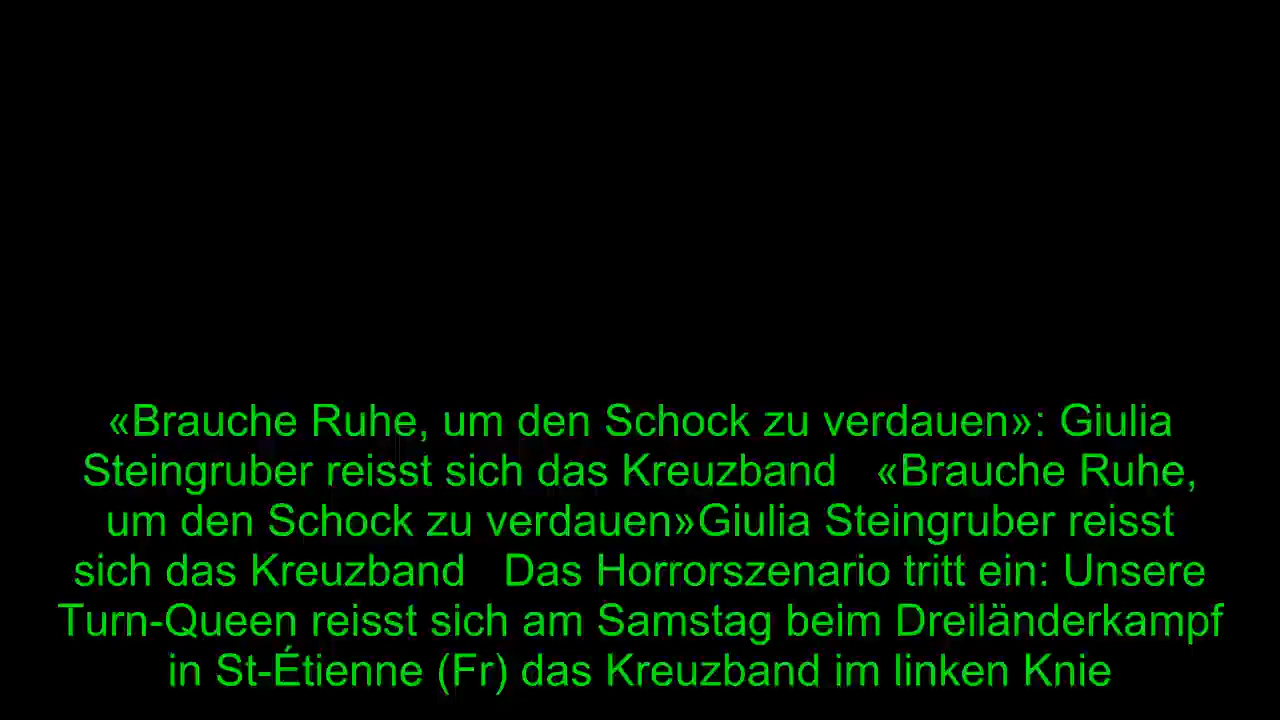 «Brauche Ruhe, um den Schock zu verdauen»: Giulia
Steingruber reisst sich das Kreuzband   «Brauche Ruhe,
um den Schock zu verdauen»Giulia Steingruber reisst
sich das Kreuzband   Das Horrorszenario tritt ein: Unsere
Turn-Queen reisst sich am Samstag beim Dreiländerkampf
in St-Étienne (Fr) das Kreuzband im linken Knie